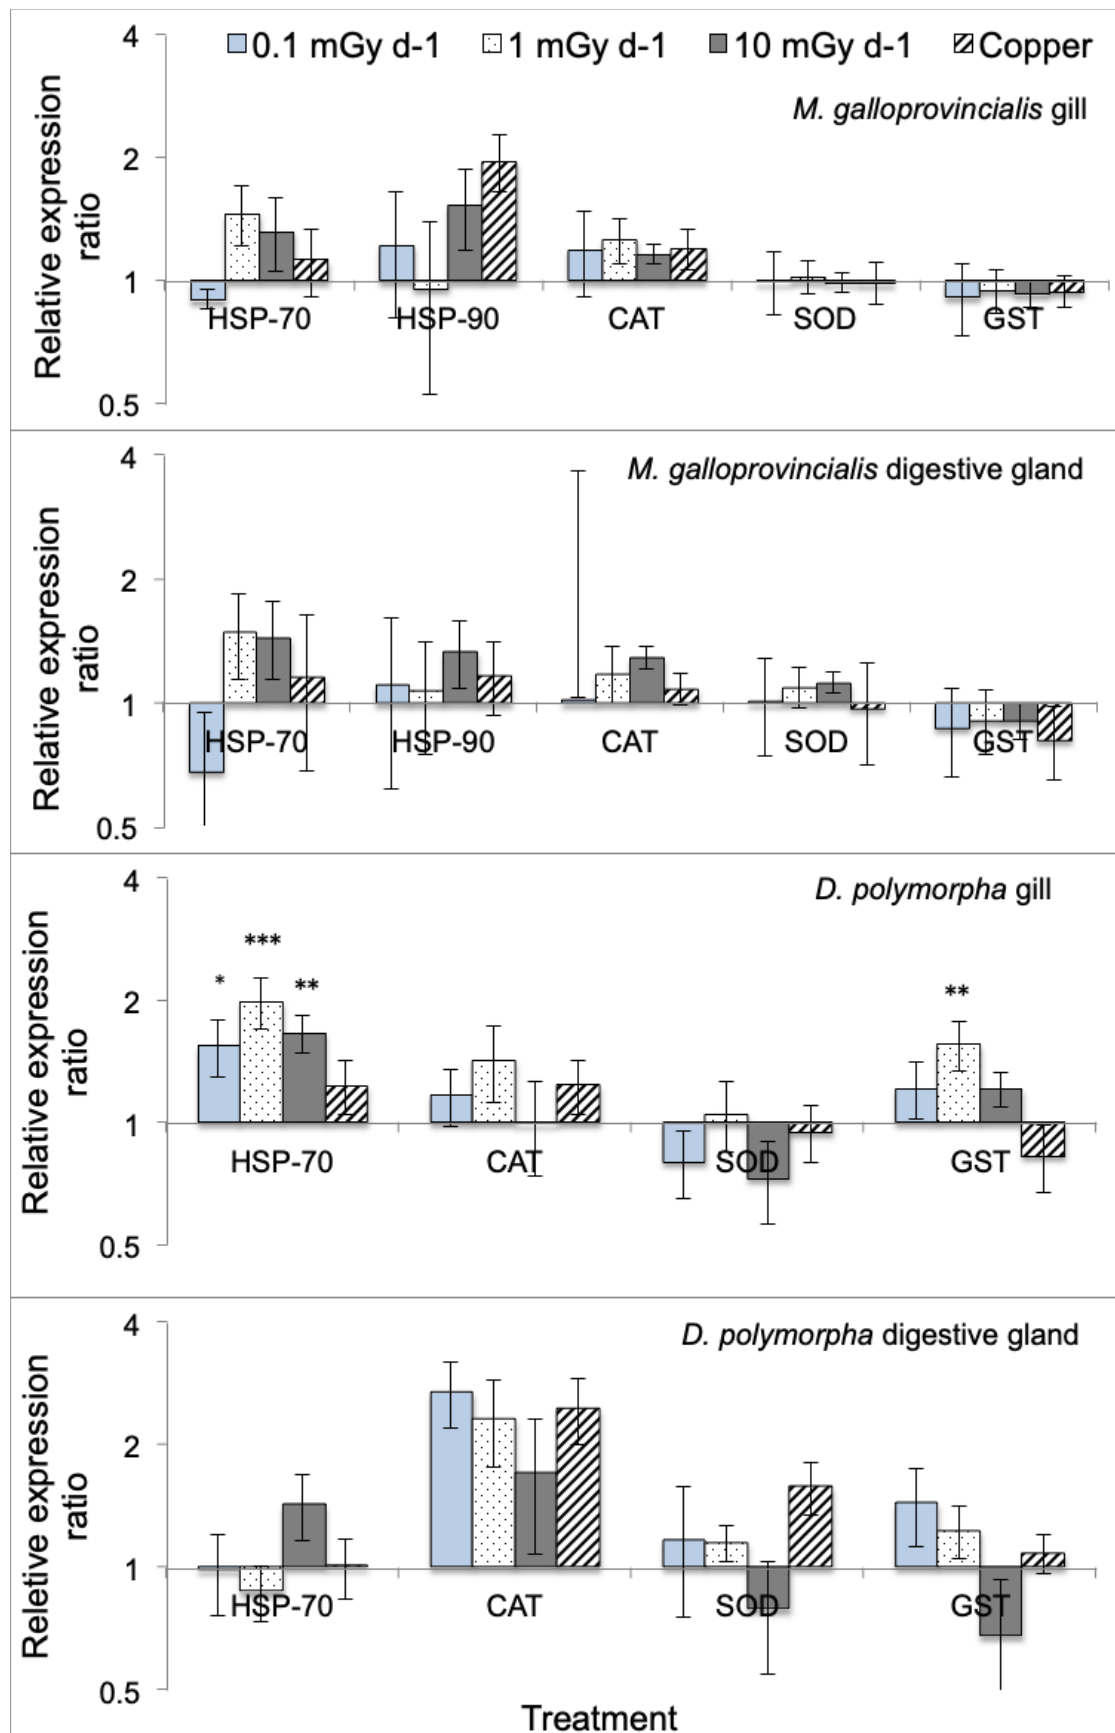 4
0.1 mGy d-1 1 mGy d-1 10 mGy d-1 Copper
M. galloprovincialis gill
Relative expression
ratio
2
1
HSP-70 HSP-90 CAT SOD GST
0.5
4
M. galloprovincialis digestive gland
Relative expression
ratio
2
1
HSP-70 HSP-90 CAT SOD GST
0.5
4
D. polymorpha gill
Relative expression
ratio
***
*
**
2
**
1
HSP-70 CAT SOD GST
0.5
4
D. polymorpha digestive gland
Reletive expression
ratio
2
1
HSP-70 CAT SOD GST
0.5
Treatment